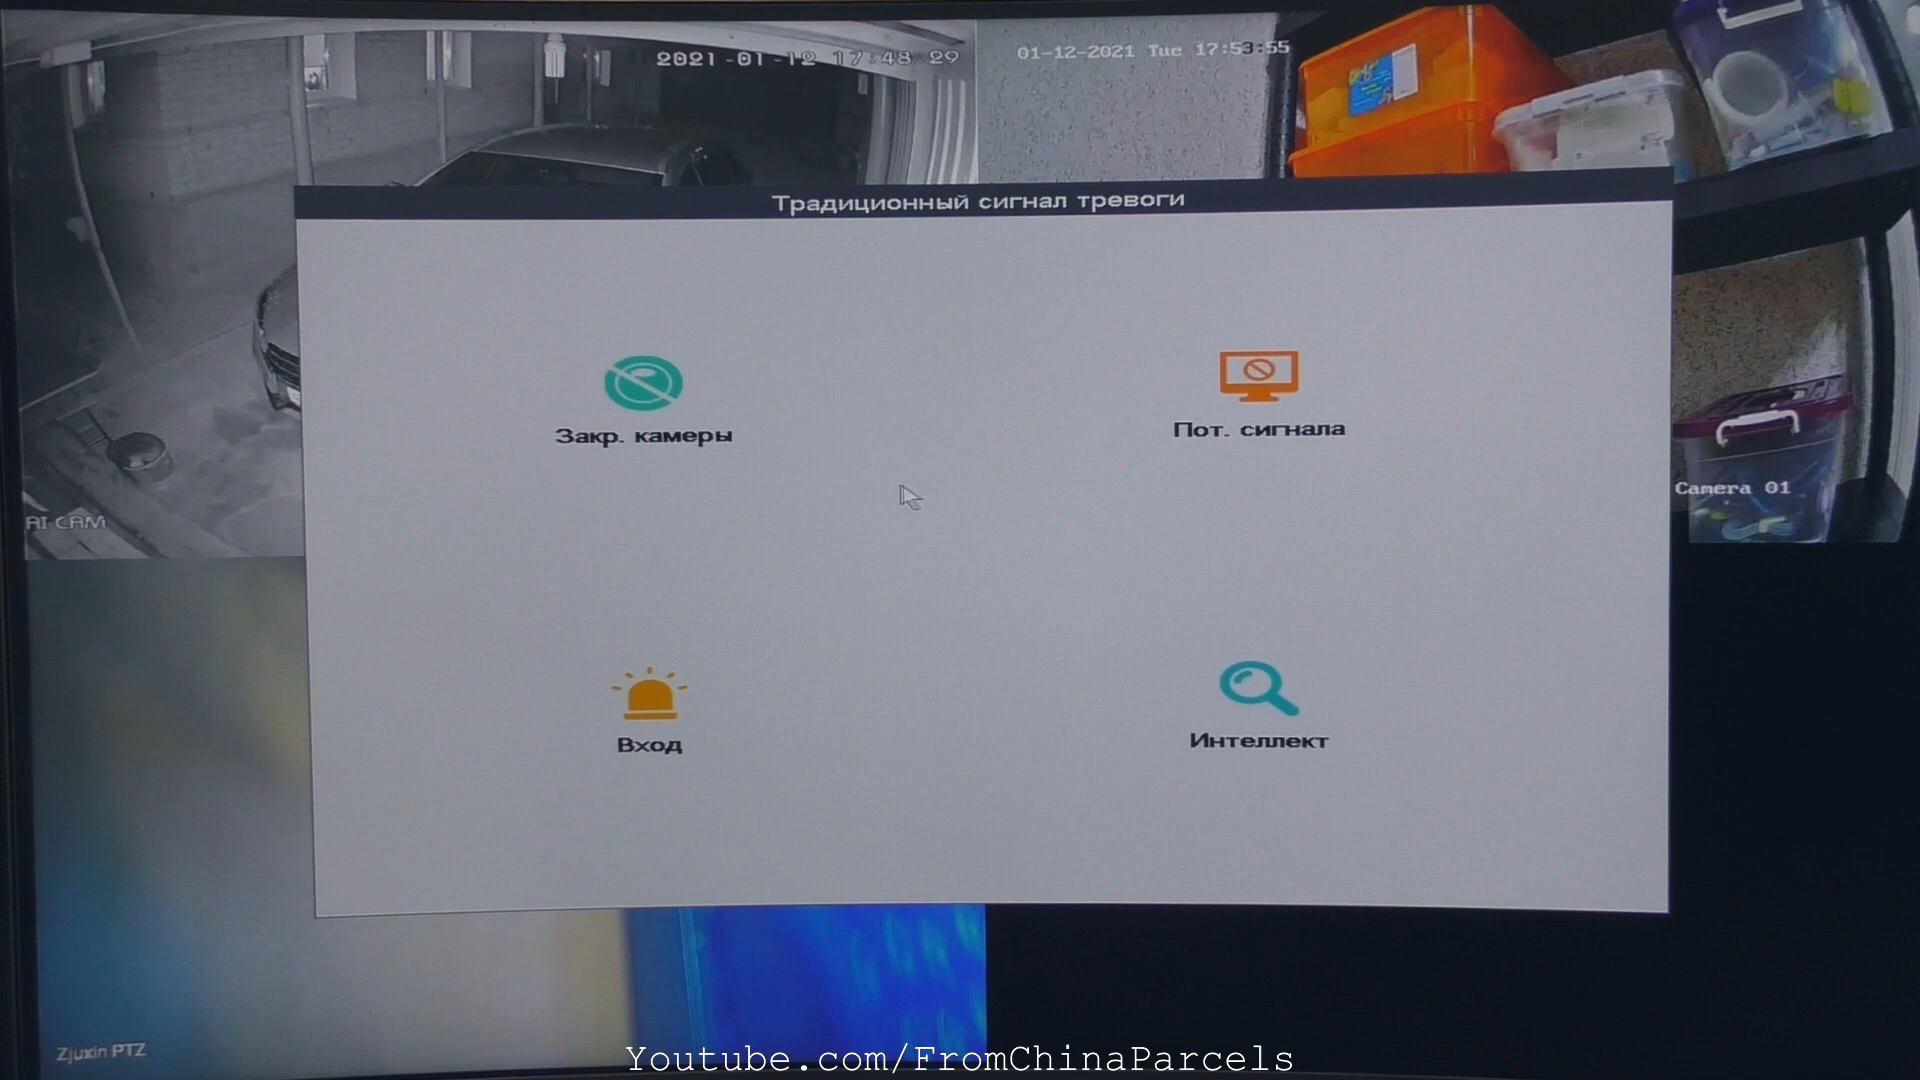 2021-01-12 17:48:29
01-12-2021 Tue 17:53:55
Традиционный сигнал тревоги
Закр. камеры
Пот. сигнала
Camera 01
AI CAM
Вход
Интеллект
Zjuxin PTZ
Youtube.com/FromChinaParcels